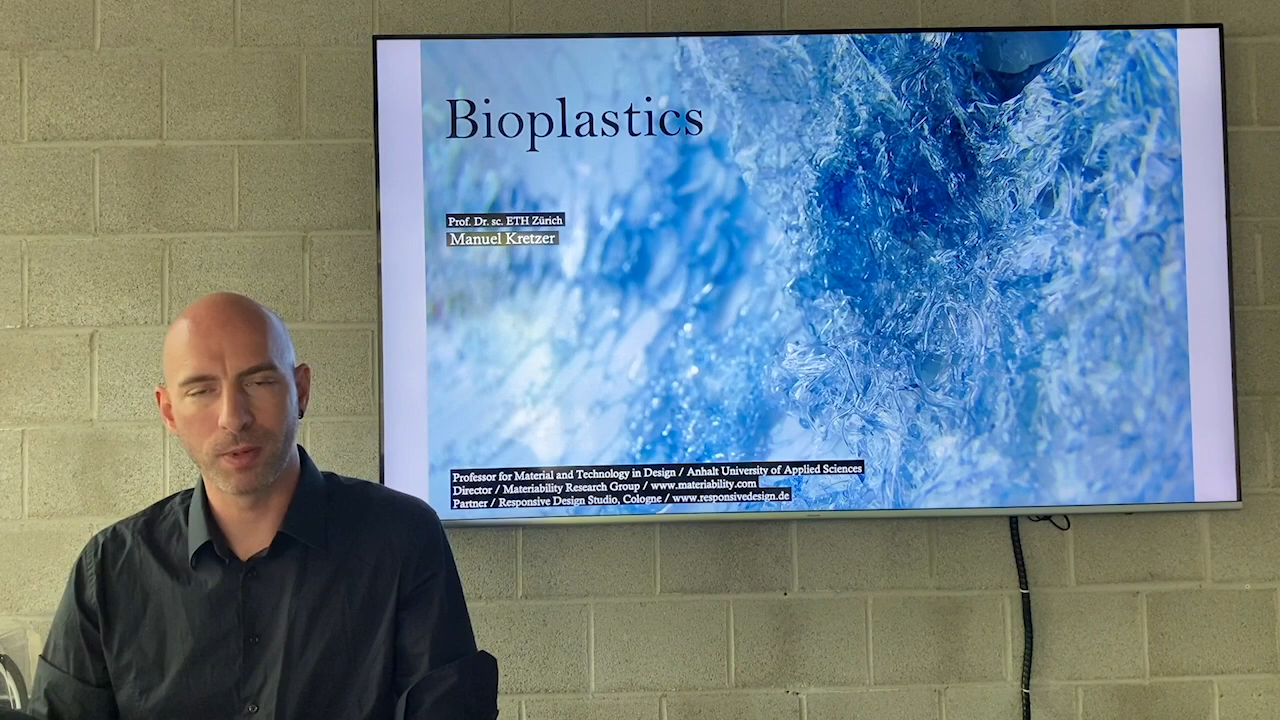 Bioplastics
Prof. Dr. sc. ETH Zürich
Manuel Kretzer
Professor for Material and Technology in Design / Anhalt University of Applied Sciences
Director / Materiability Research Group / www.materiability.com
Partner / Responsive Design Studio, Cologne / www.responsivedesign.de